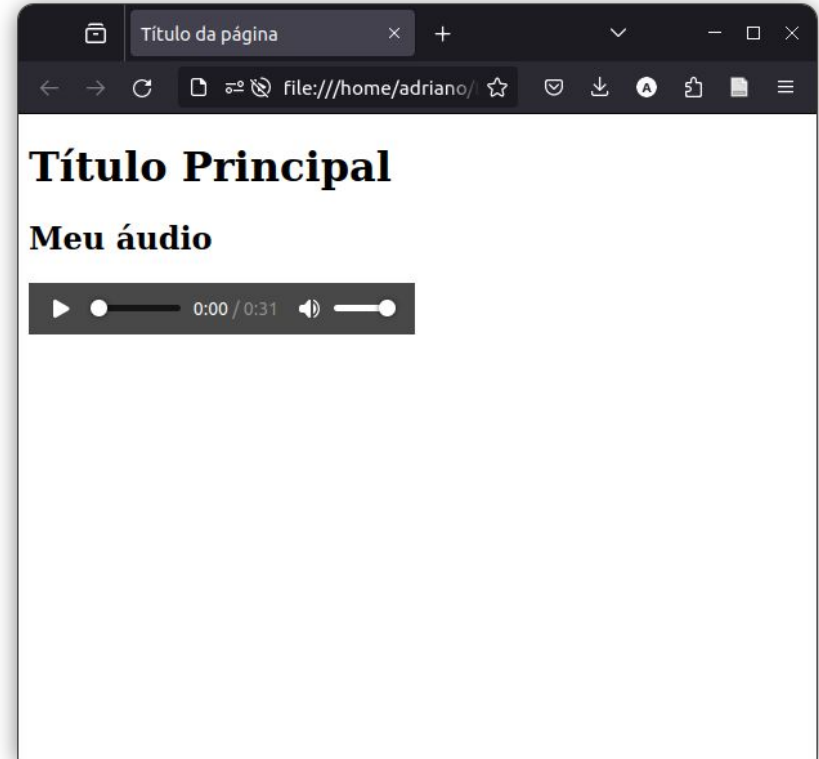 Título da página
file:///home/adriano/
A
Título Principal
Meu áudio
0:00 / 0:31